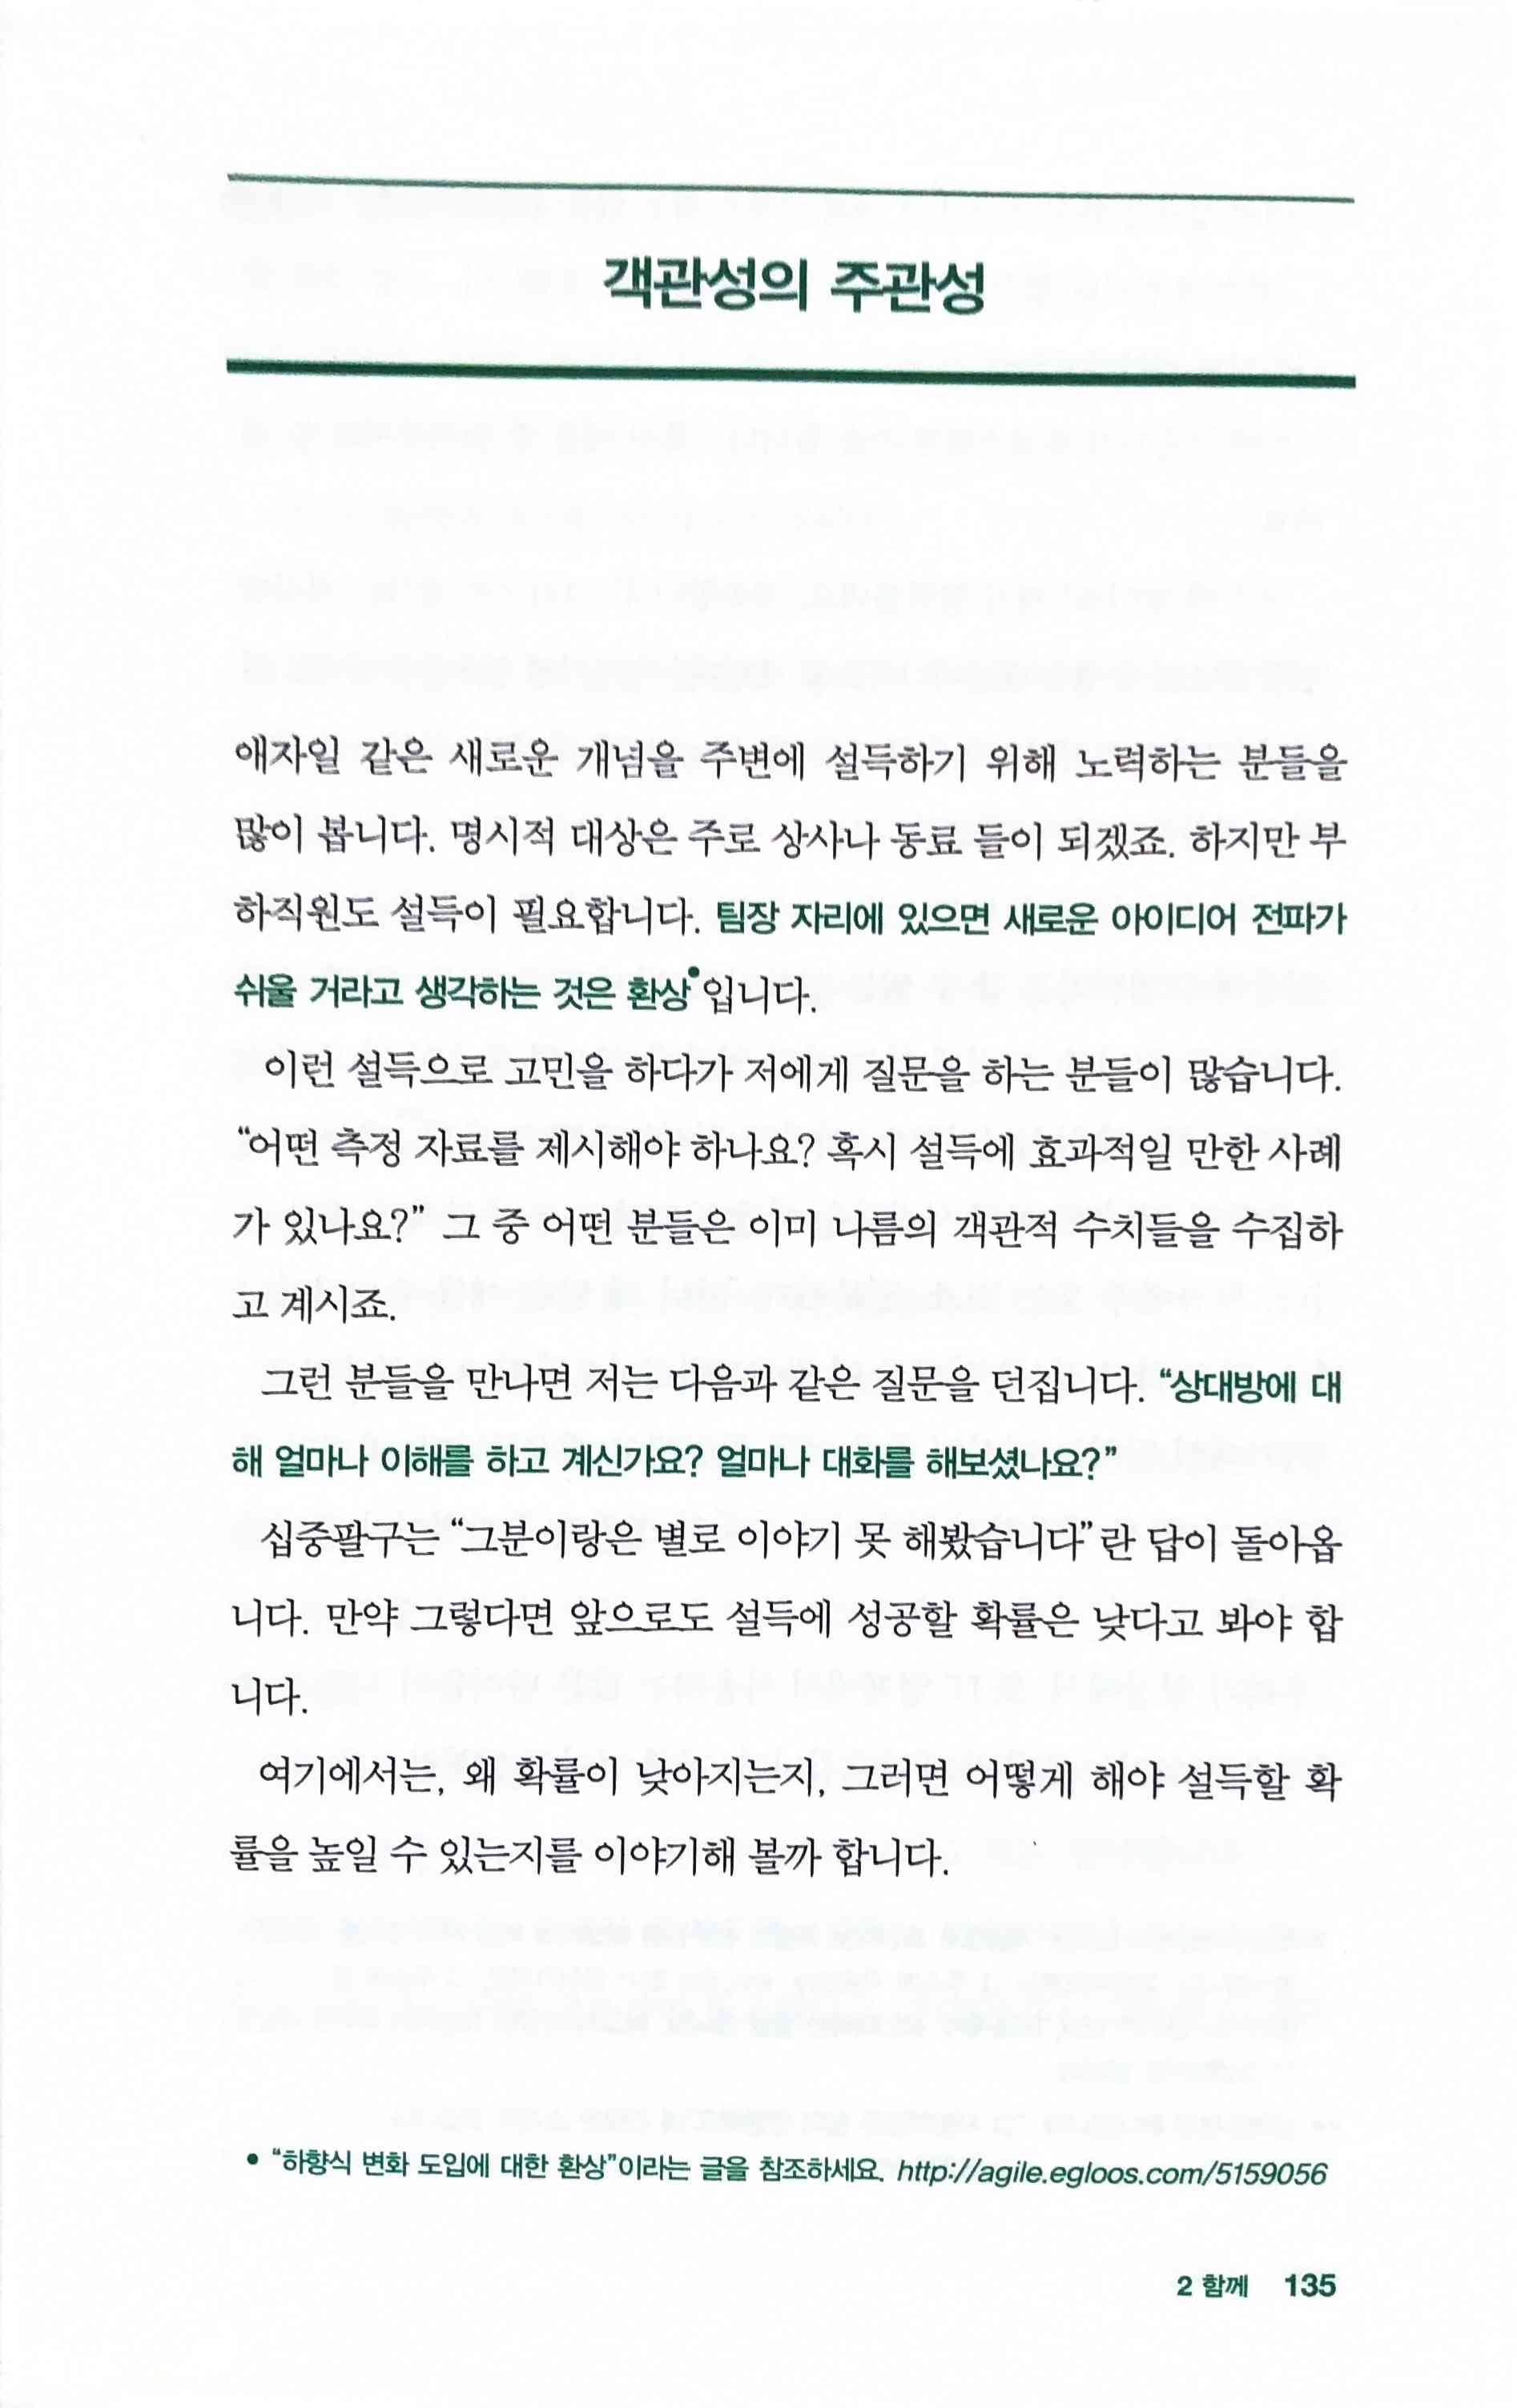 객관성의 주관성
애자일 같은 새로운 개념을 주변에 설득하기 위해 노력하는 분들을
많이 봅니다. 명시적 대상은 주로 상사나 동료 들이 되겠죠. 하지만 부
하직원도 설득이 필요합니다. 팀장 자리에 있으면 새로운 아이디어 전파가
쉬울 거라고 생각하는 것은 환상•입니다.
이런 설득으로 고민을 하다가 저에게 질문을 하는 분들이 많습니다.
“어떤 측정 자료를 제시해야 하나요? 혹시 설득에 효과적일 만한 사례
가 있나요?” 그 중 어떤 분들은 이미 나름의 객관적 수치들을 수집하
고 계시죠.
그런 분들을 만나면 저는 다음과 같은 질문을 던집니다. “상대방에 대
해 얼마나 이해를 하고 계신가요? 얼마나 대화를 해보셨나요?”
십중팔구는 “그분이랑은 별로 이야기 못 해봤습니다”란 답이 돌아옵
니다. 만약 그렇다면 앞으로도 설득에 성공할 확률은 낮다고 봐야 합
니다.
여기에서는, 왜 확률이 낮아지는지, 그러면 어떻게 해야 설득할 확
률을 높일 수 있는지를 이야기해 볼까 합니다.
• “하향식 변화 도입에 대한 환상”이라는 글을 참조하세요. http://agile.egloos.com/5159056
2 함께 135